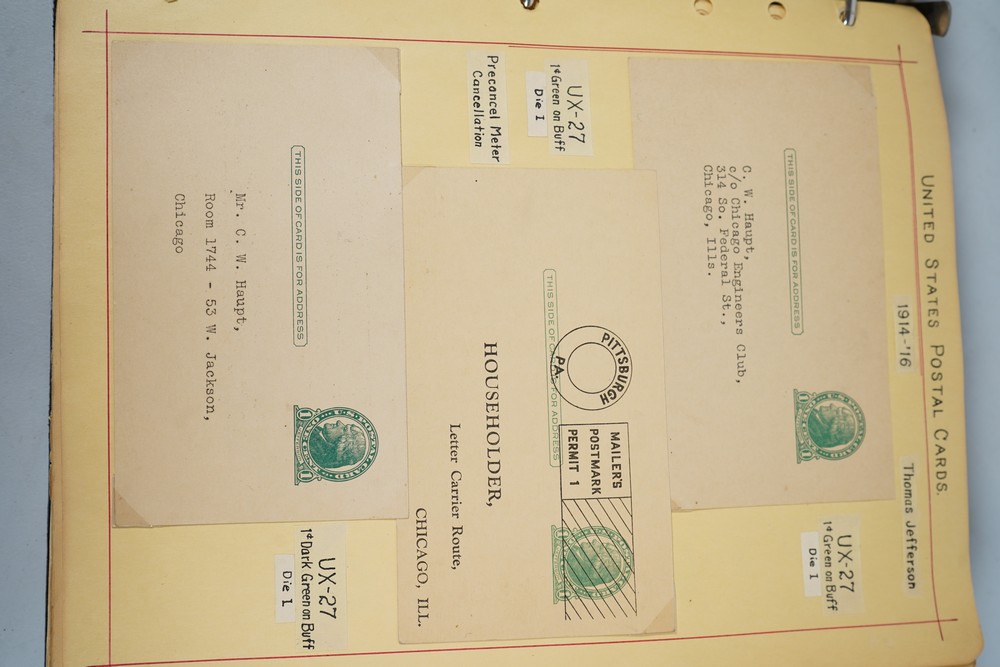 UNITED STATES POSTAL CARDS.
1914-'16
Thomas Jefferson
THIS SIDE OF CARD IS FOR ADDRESS
C. W. Haupt,
c/o Chicago Engineers Club,
314 So. Federal St.,
Chicago, Ills.
U.S. POSTAL CARD
UX-27
1¢ Green on Buff
Die I
UX-27
1¢ Green on Buff
Die I
Precancel Meter
Cancellation
PITTSBURGH
PA.
MAILER'S
POSTMARK
PERMIT 1
THIS SIDE OF CARD IS FOR ADDRESS
HOUSEHOLDER,
Letter Carrier Route,
CHICAGO, ILL.
THIS SIDE OF CARD IS FOR ADDRESS
U.S. POSTAL CARD
Mr. C. W. Haupt,
Room 1744 - 53 W. Jackson,
Chicago
UX-27
1¢ Dark Green on Buff
Die I.